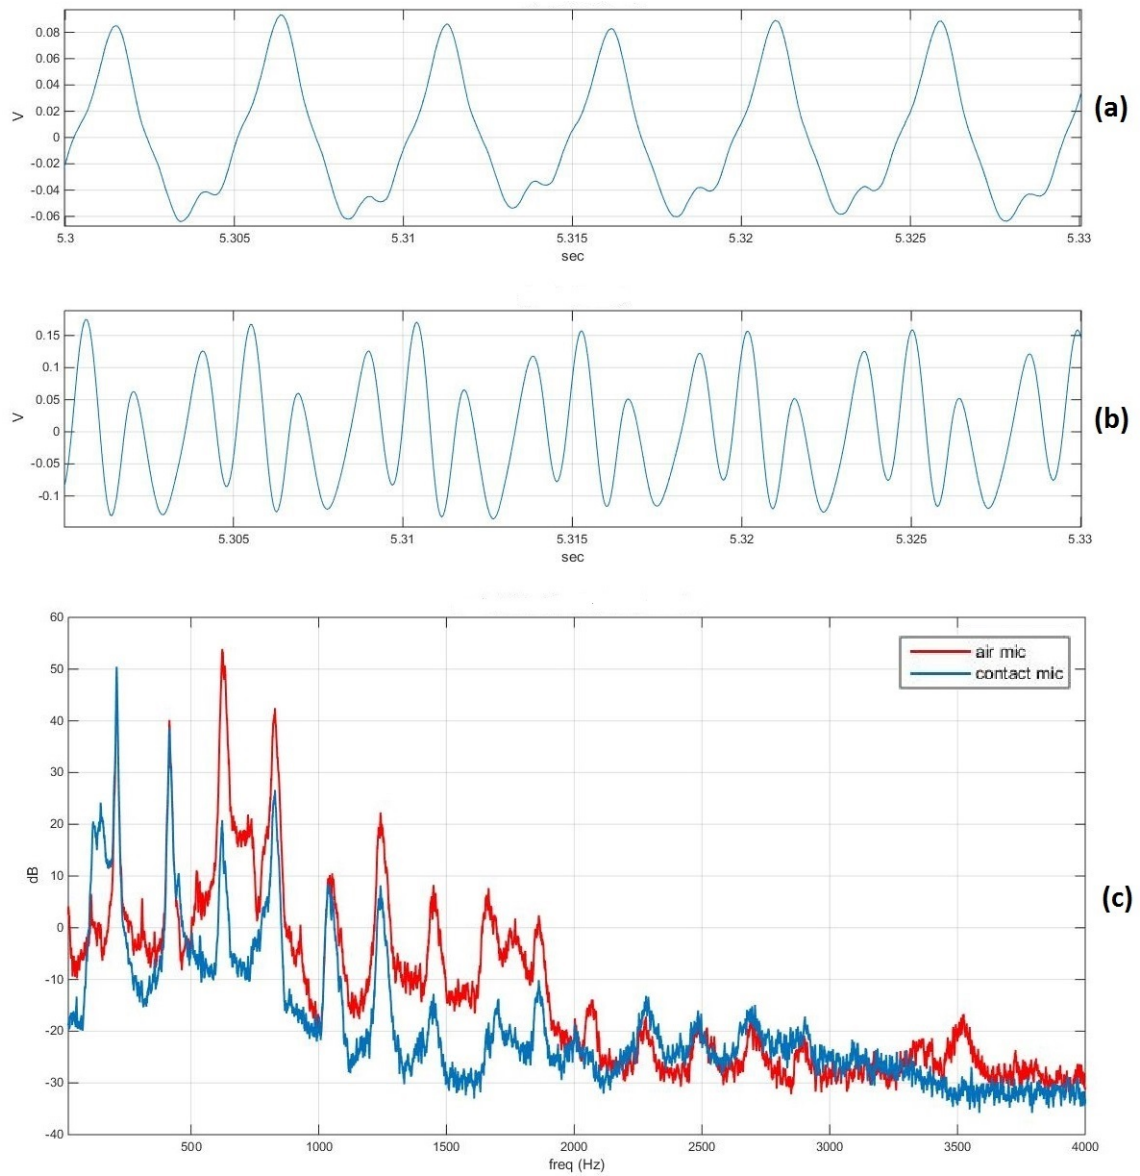 0.08
0.06
0.04
0.02
0
-0.02
-0.04
-0.06
V
5.3 5.305 5.31 5.315 5.32 5.325 5.33
sec
(a)
0.15
0.1
0.05
0
-0.05
-0.1
V
5.305 5.31 5.315 5.32 5.325 5.33
sec
(b)
60
50
40
30
20
10
0
-10
-20
-30
-40
dB
air mic
contact mic
500 1000 1500 2000 2500 3000 3500 4000
freq (Hz)
(c)